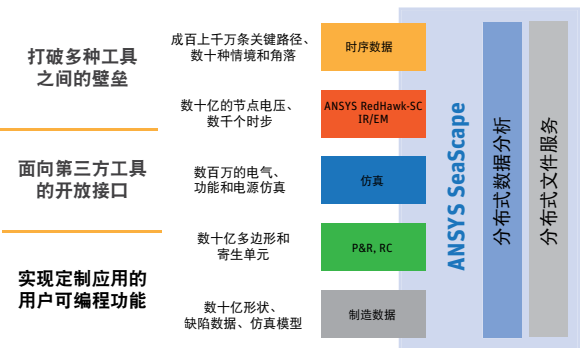 打破多种工具
之间的壁垒
面向第三方工具
的开放接口
实现定制应用的
用户可编程功能
成百上千万条关键路径、
数十种情境和角落
时序数据
数十亿的节点电压、
数千个时步
ANSYS RedHawk-SC
IR/EM
数百万的电气、
功能和电源仿真
仿真
数十亿多边形和
寄生单元
P&R, RC
数十亿形状、
缺陷数据、仿真模型
制造数据
ANSYS SeaScape
分布式数据分析
分布式文件服务